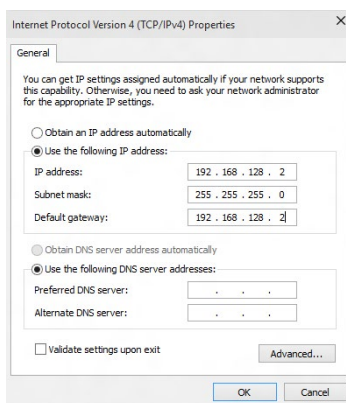 Internet Protocol Version 4 (TCP/IPv4) Properties
General
You can get IP settings assigned automatically if your network supports
this capability. Otherwise, you need to ask your network administrator
for the appropriate IP settings.
Obtain an IP address automatically
Use the following IP address:
IP address: 192 . 168 . 128 . 2
Subnet mask: 255 . 255 . 255 . 0
Default gateway: 192 . 168 . 128 . 2
Obtain DNS server address automatically
Use the following DNS server addresses:
Preferred DNS server: . . .
Alternate DNS server: . . .
Validate settings upon exit
Advanced...
OK Cancel